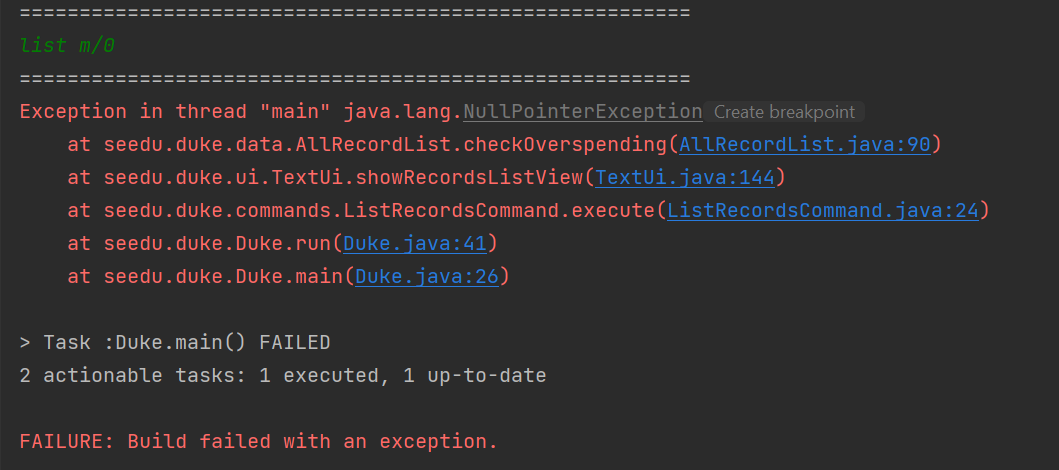 ========================================================
list m/0
========================================================
Exception in thread "main" java.lang.NullPointerException Create breakpoint
at seedu.duke.data.AllRecordList.checkOverspending(AllRecordList.java:90)
at seedu.duke.ui.TextUi.showRecordsListView(TextUi.java:144)
at seedu.duke.commands.ListRecordsCommand.execute(ListRecordsCommand.java:24)
at seedu.duke.Duke.run(Duke.java:41)
at seedu.duke.Duke.main(Duke.java:26)
> Task :Duke.main() FAILED
2 actionable tasks: 1 executed, 1 up-to-date
FAILURE: Build failed with an exception.